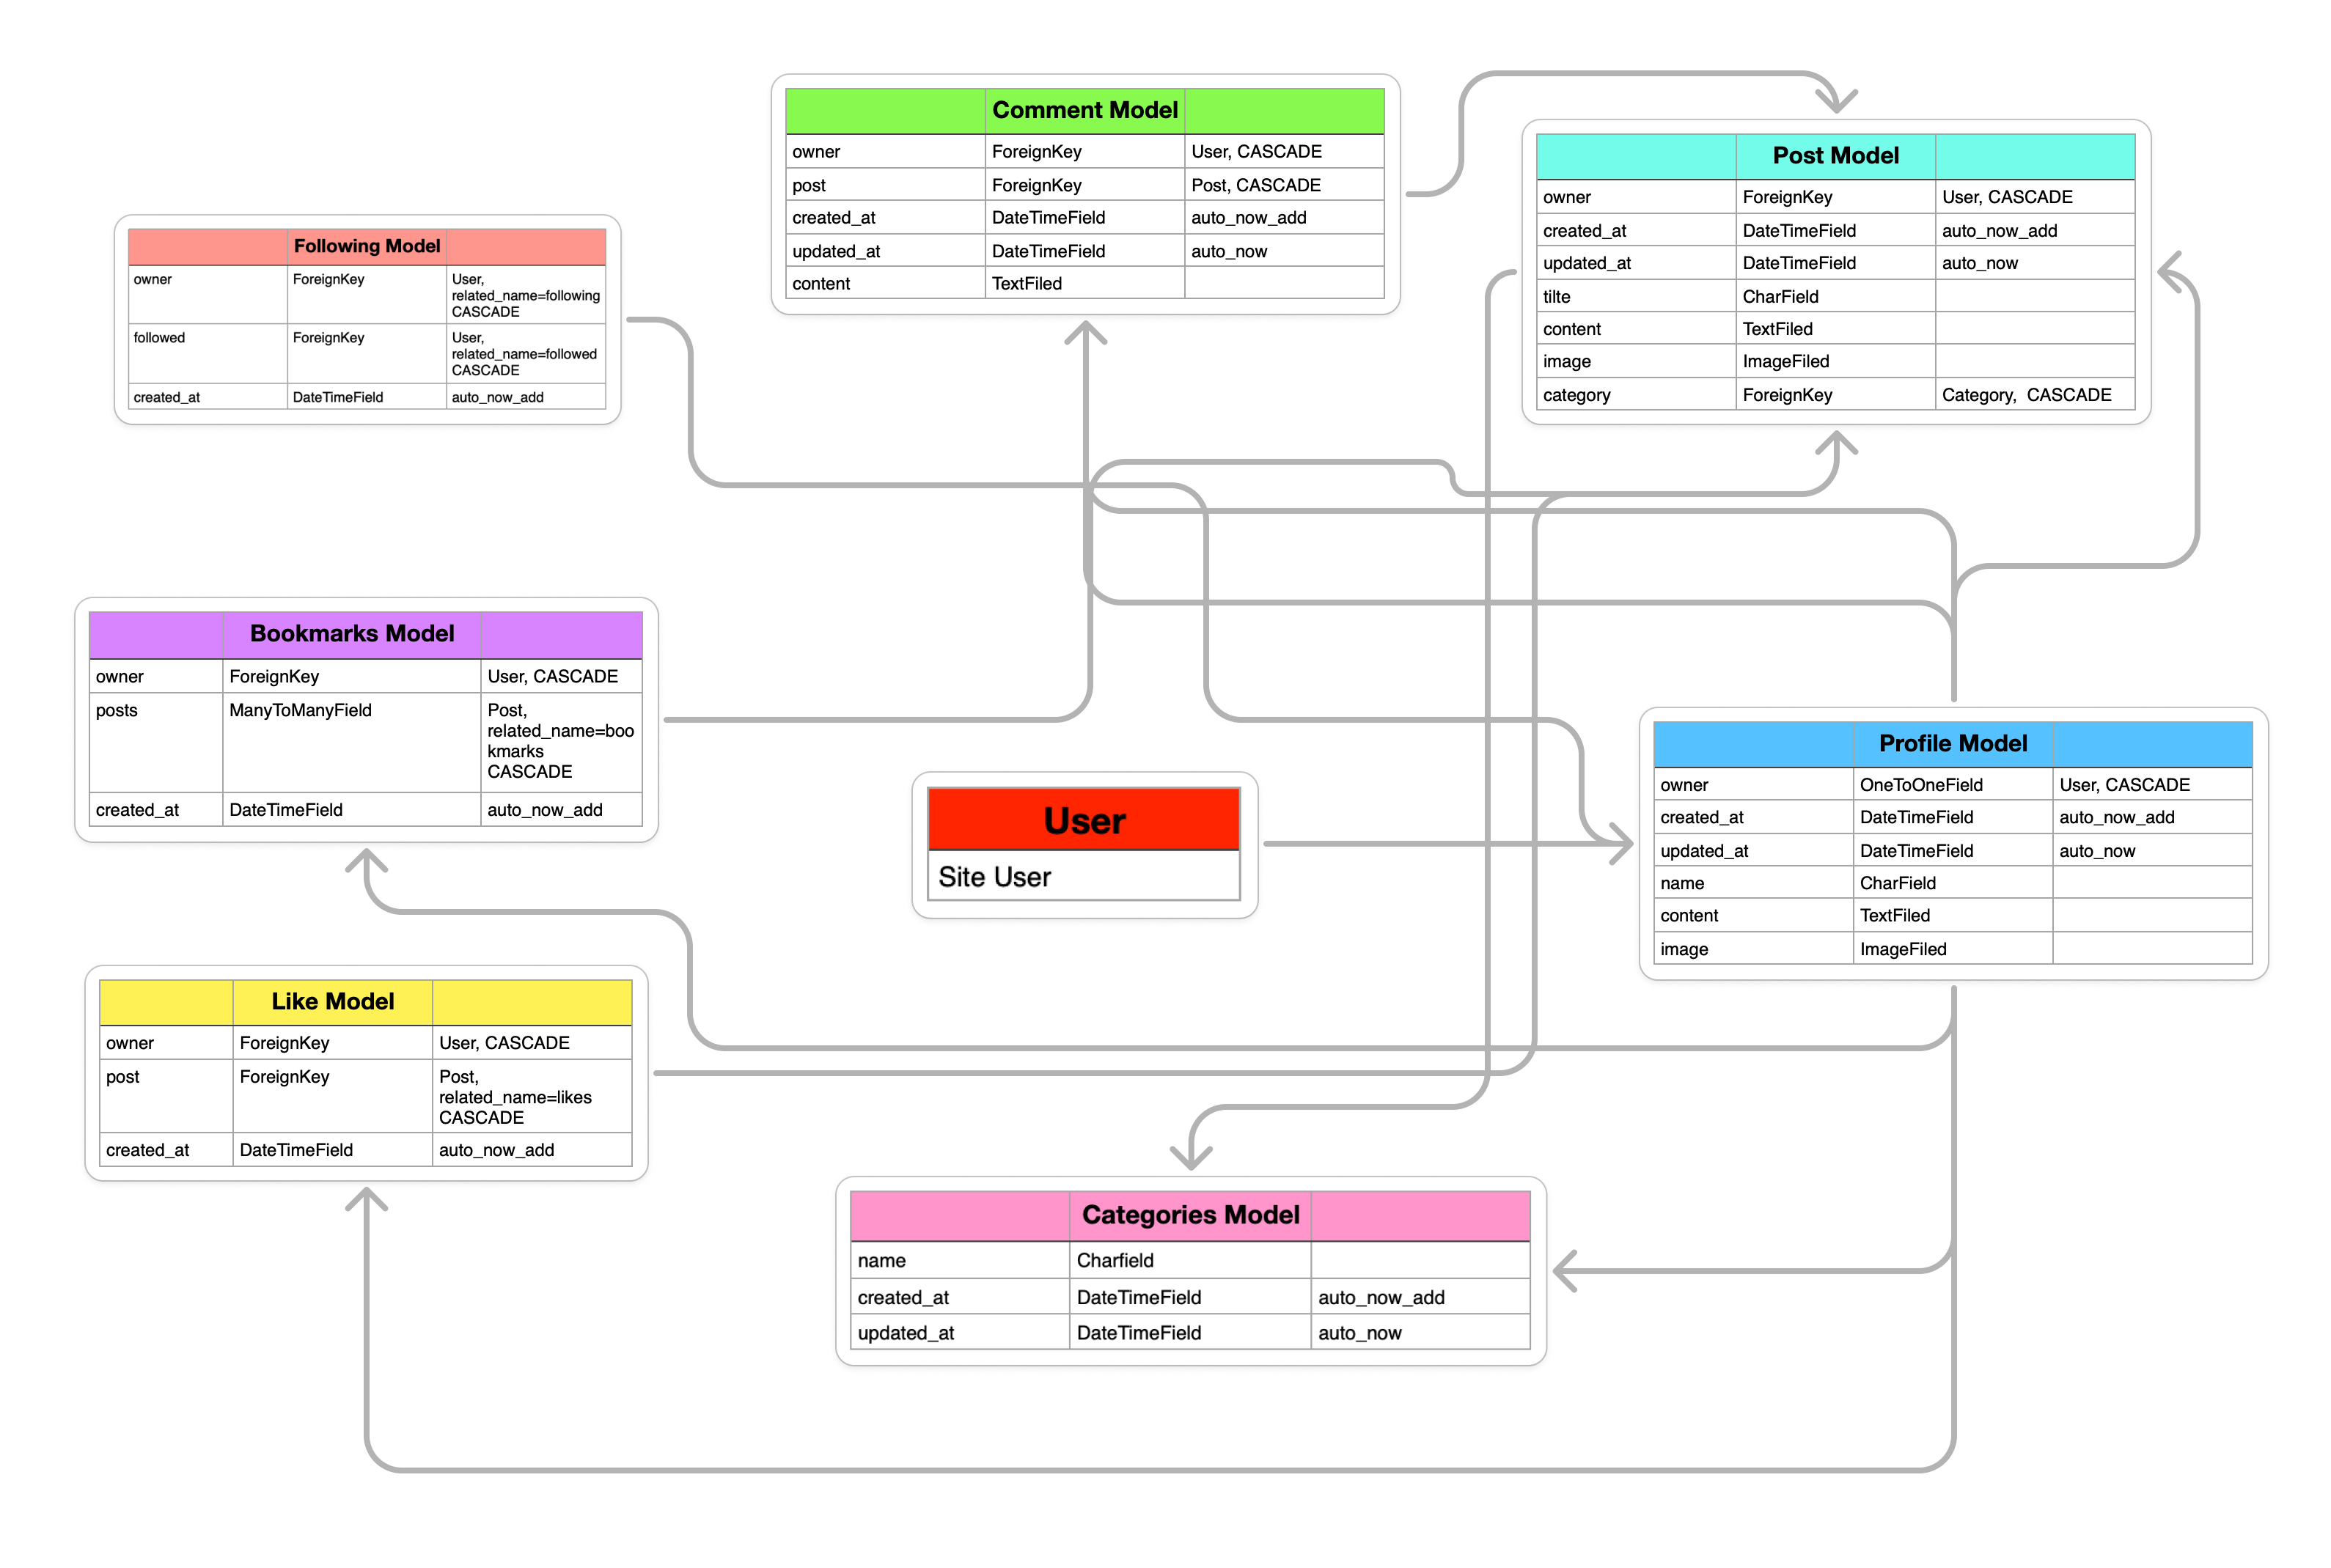 Comment Model
owner ForeignKey User, CASCADE
post ForeignKey Post, CASCADE
created_at DateTimeField auto_now_add
updated_at DateTimeField auto_now
content TextFiled
Post Model
owner ForeignKey User, CASCADE
created_at DateTimeField auto_now_add
updated_at DateTimeField auto_now
tilte CharField
content TextFiled
image ImageFiled
category ForeignKey Category, CASCADE
Following Model
owner ForeignKey User,
related_name=following
CASCADE
followed ForeignKey User,
related_name=followed
CASCADE
created_at DateTimeField auto_now_add
Bookmarks Model
owner ForeignKey User, CASCADE
posts ManyToManyField Post,
related_name=boo
kmarks
CASCADE
created_at DateTimeField auto_now_add
User
Site User
Profile Model
owner OneToOneField User, CASCADE
created_at DateTimeField auto_now_add
updated_at DateTimeField auto_now
name CharField
content TextFiled
image ImageFiled
Like Model
owner ForeignKey User, CASCADE
post ForeignKey Post,
related_name=likes
CASCADE
created_at DateTimeField auto_now_add
Categories Model
name Charfield
created_at DateTimeField auto_now_add
updated_at DateTimeField auto_now